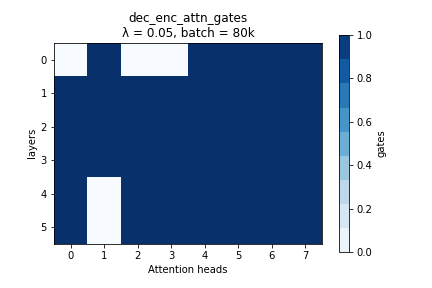 dec_enc_attn_gates
λ = 0.05, batch = 80k
0
1
2
3
4
5
layers
0 1 2 3 4 5 6 7
Attention heads
1.0
0.8
0.6
0.4
0.2
0.0
gates